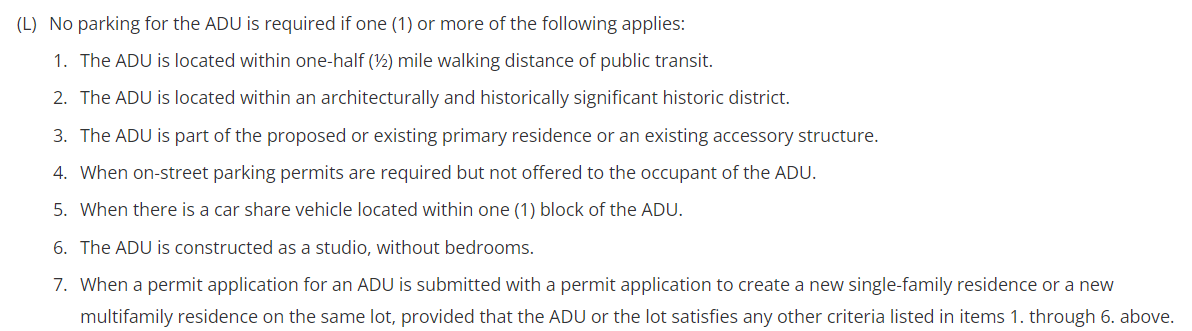 (L) No parking for the ADU is required if one (1) or more of the following applies:
1. The ADU is located within one-half (½) mile walking distance of public transit.
2. The ADU is located within an architecturally and historically significant historic district.
3. The ADU is part of the proposed or existing primary residence or an existing accessory structure.
4. When on-street parking permits are required but not offered to the occupant of the ADU.
5. When there is a car share vehicle located within one (1) block of the ADU.
6. The ADU is constructed as a studio, without bedrooms.
7. When a permit application for an ADU is submitted with a permit application to create a new single-family residence or a new
multifamily residence on the same lot, provided that the ADU or the lot satisfies any other criteria listed in items 1. through 6. above.